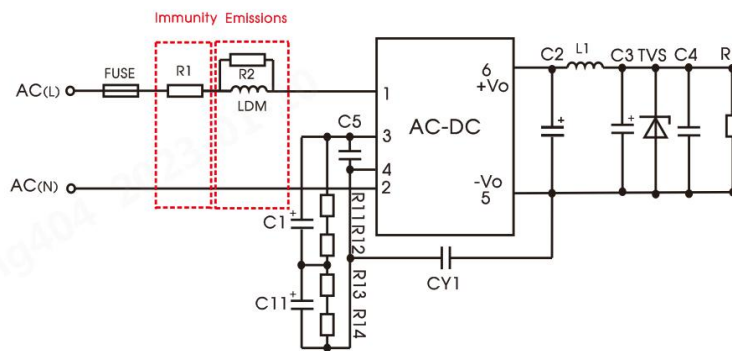 Immunity Emissions
FUSE
R1
R2
LDM
AC(L)
AC(N)
1
3
4
2
C5
AC-DC
6
+Vo
-Vo
5
C2
L1
C3
TVS
C4
R
C1
C11
R11
R12
R13
R14
CY1